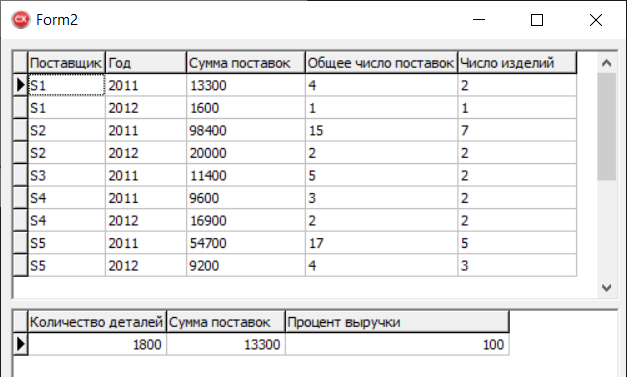 CX Form2
Поставщик Год Сумма поставок Общее число поставок Число изделий
S1 2011 13300 4 2
S1 2012 1600 1 1
S2 2011 98400 15 7
S2 2012 20000 2 2
S3 2011 11400 5 2
S4 2011 9600 3 2
S4 2012 16900 2 2
S5 2011 54700 17 5
S5 2012 9200 4 3
Количество деталей Сумма поставок Процент выручки
1800 13300 100